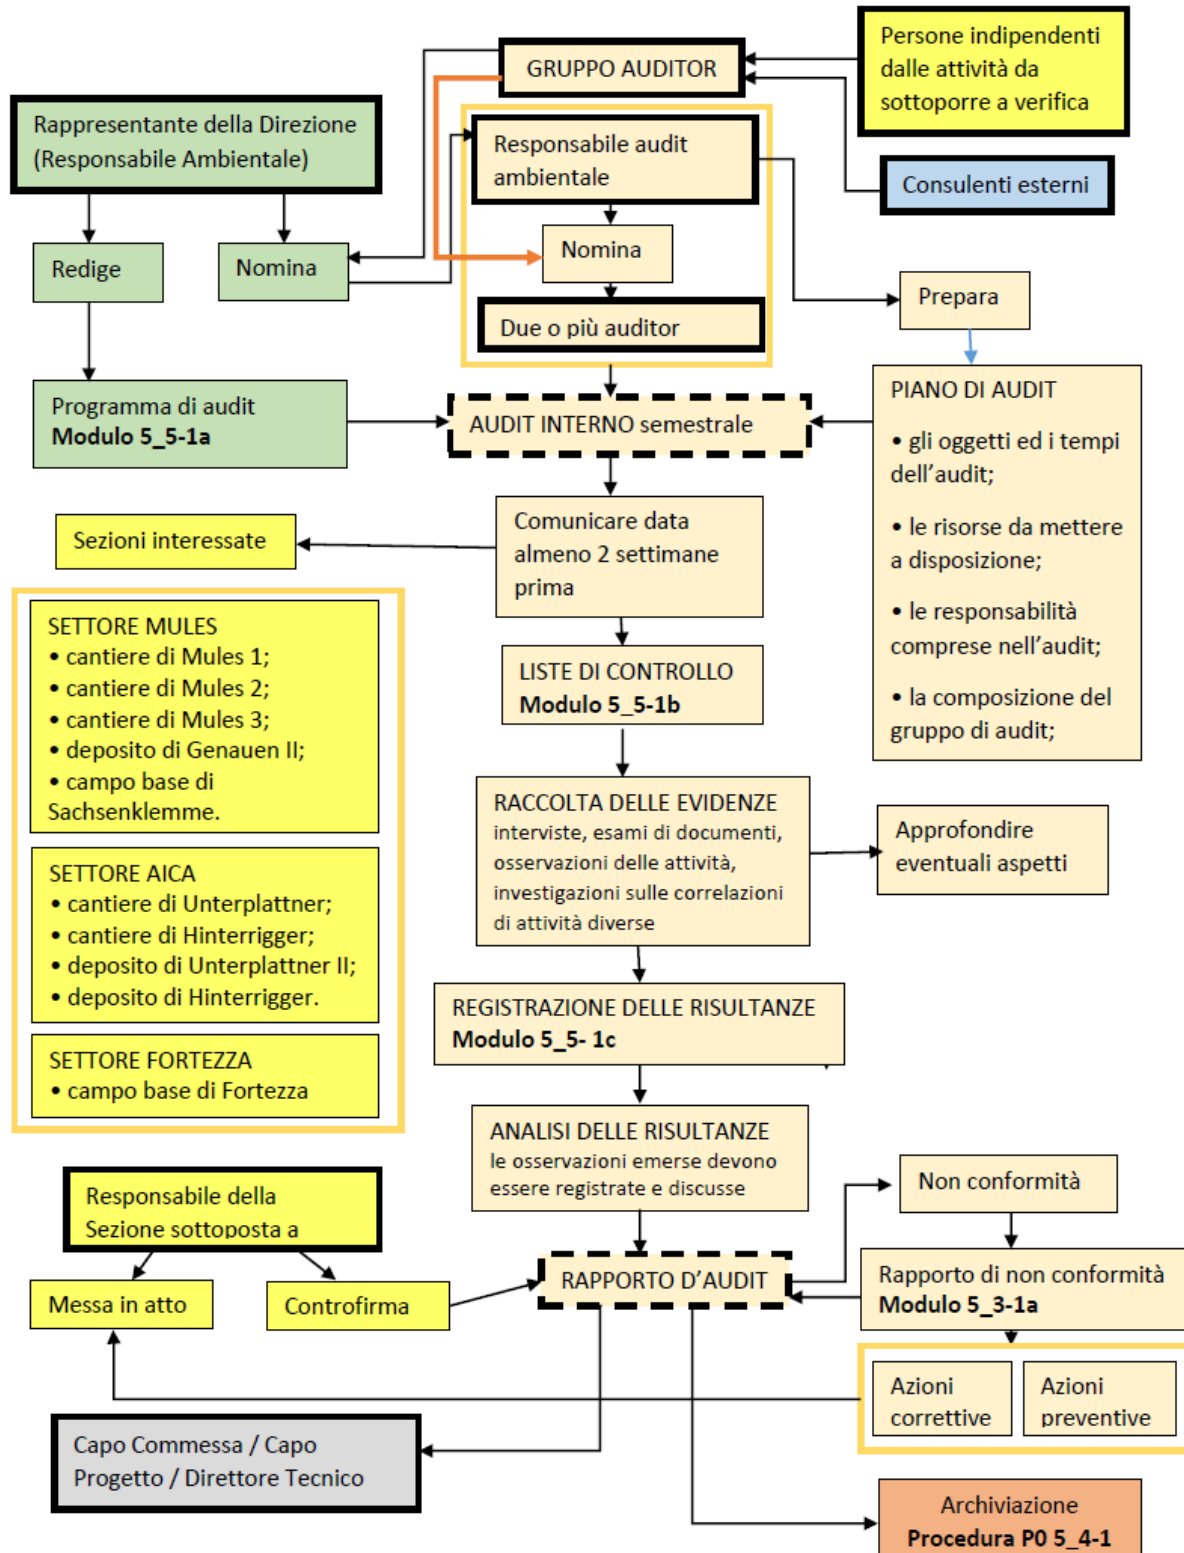 GRUPPO AUDITOR
Persone indipendenti
dalle attività da
sottoporre a verifica
Rappresentante della Direzione
(Responsabile Ambientale)
Responsabile audit
ambientale
Consulenti esterni
Redige
Nomina
Nomina
Prepara
Due o più auditor
Programma di audit
Modulo 5_5-1a
AUDIT INTERNO semestrale
PIANO DI AUDIT
• gli oggetti ed i tempi
dell'audit;
• le risorse da mettere
a disposizione;
• le responsabilità
comprese nell'audit;
• la composizione del
gruppo di audit;
Sezioni interessate
Comunicare data
almeno 2 settimane
prima
SETTORE MULES
• cantiere di Mules 1;
• cantiere di Mules 2;
• cantiere di Mules 3;
• deposito di Genauen II;
• campo base di
Sachsenklemme.
LISTE DI CONTROLLO
Modulo 5_5-1b
RACCOLTA DELLE EVIDENZE
interviste, esami di documenti,
osservazioni delle attività,
investigazioni sulle correlazioni
di attività diverse
Approfondire
eventuali aspetti
SETTORE AICA
• cantiere di Unterplattner;
• cantiere di Hinterrigger;
• deposito di Unterplattner II;
• deposito di Hinterrigger.
REGISTRAZIONE DELLE RISULTANZE
Modulo 5_5- 1c
SETTORE FORTEZZA
• campo base di Fortezza
ANALISI DELLE RISULTANZE
le osservazioni emerse devono
essere registrate e discusse
Responsabile della
Sezione sottoposta a
Non conformità
Messa in atto
Controfirma
RAPPORTO D'AUDIT
Rapporto di non conformità
Modulo 5_3-1a
Azioni
correttive
Azioni
preventive
Capo Commessa / Capo
Progetto / Direttore Tecnico
Archiviazione
Procedura P0 5_4-1